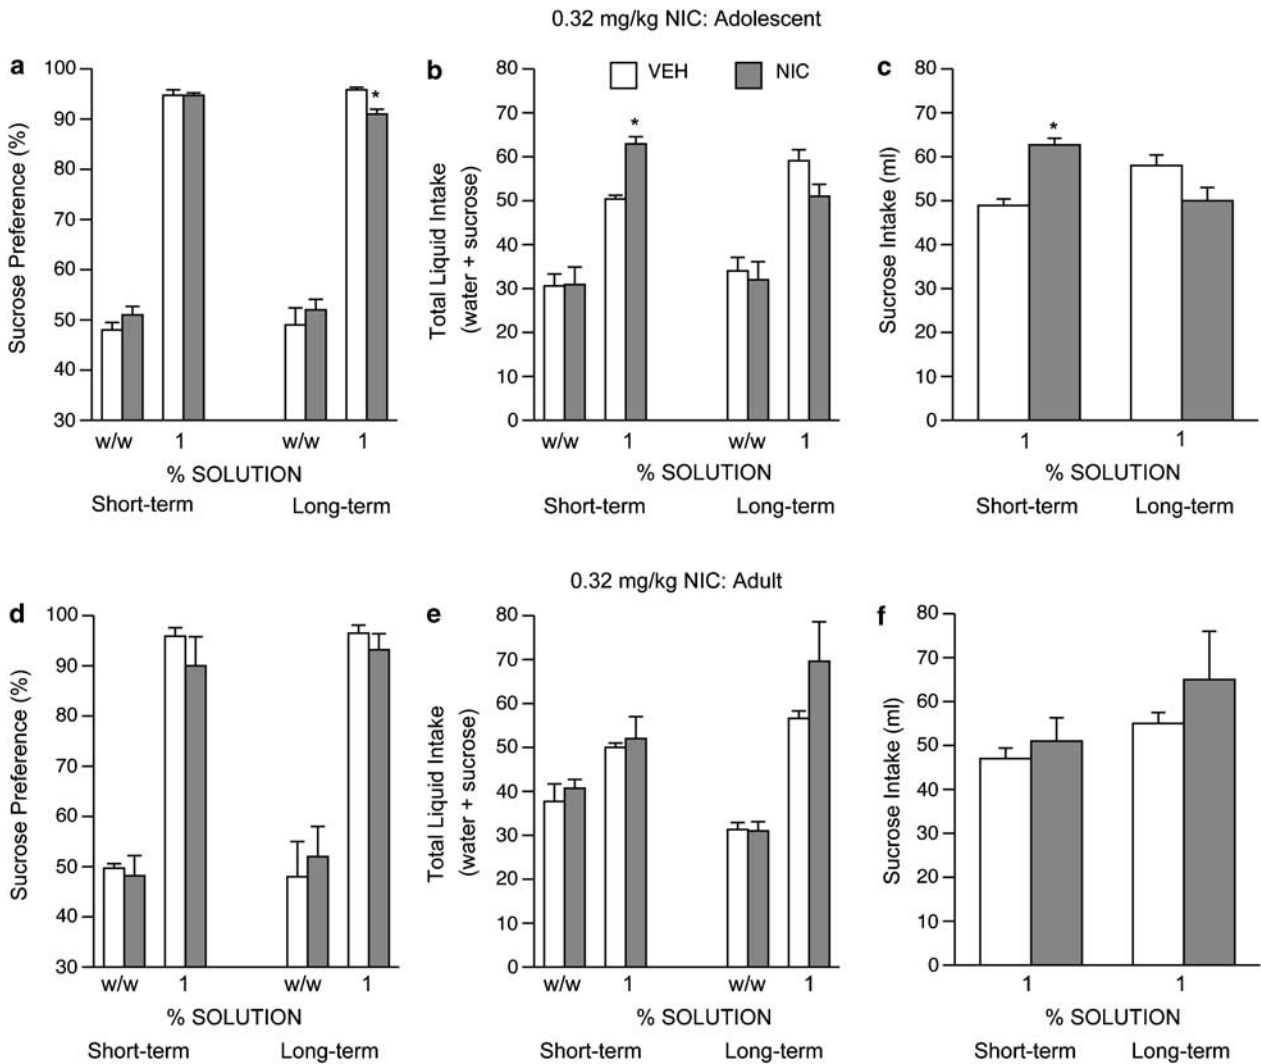 0.32 mg/kg NIC: Adolescent
a
Sucrose Preference (%)
100
90
80
70
60
50
40
30
*
w/w
1
w/w
1
% SOLUTION
Short-term
Long-term
b
Total Liquid Intake
(water + sucrose)
80
70
60
50
40
30
20
10
0
VEH
NIC
*
w/w
1
w/w
1
% SOLUTION
Short-term
Long-term
c
Sucrose Intake (ml)
80
70
60
50
40
30
20
10
0
*
1
1
% SOLUTION
Short-term
Long-term
0.32 mg/kg NIC: Adult
d
Sucrose Preference (%)
100
90
80
70
60
50
40
30
w/w
1
w/w
1
% SOLUTION
Short-term
Long-term
e
Total Liquid Intake
(water + sucrose)
80
70
60
50
40
30
20
10
0
w/w
1
w/w
1
% SOLUTION
Short-term
Long-term
f
Sucrose Intake (ml)
80
70
60
50
40
30
20
10
0
1
1
% SOLUTION
Short-term
Long-term